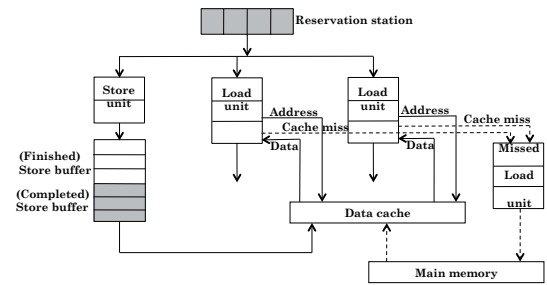 Reservation station
Store
unit
Load
unit
Load
unit
Address
Address
Cache miss
Cache miss
Data
Data
Missed
Load
unit
(Finished)
Store buffer
(Completed)
Store buffer
Data cache
Main memory